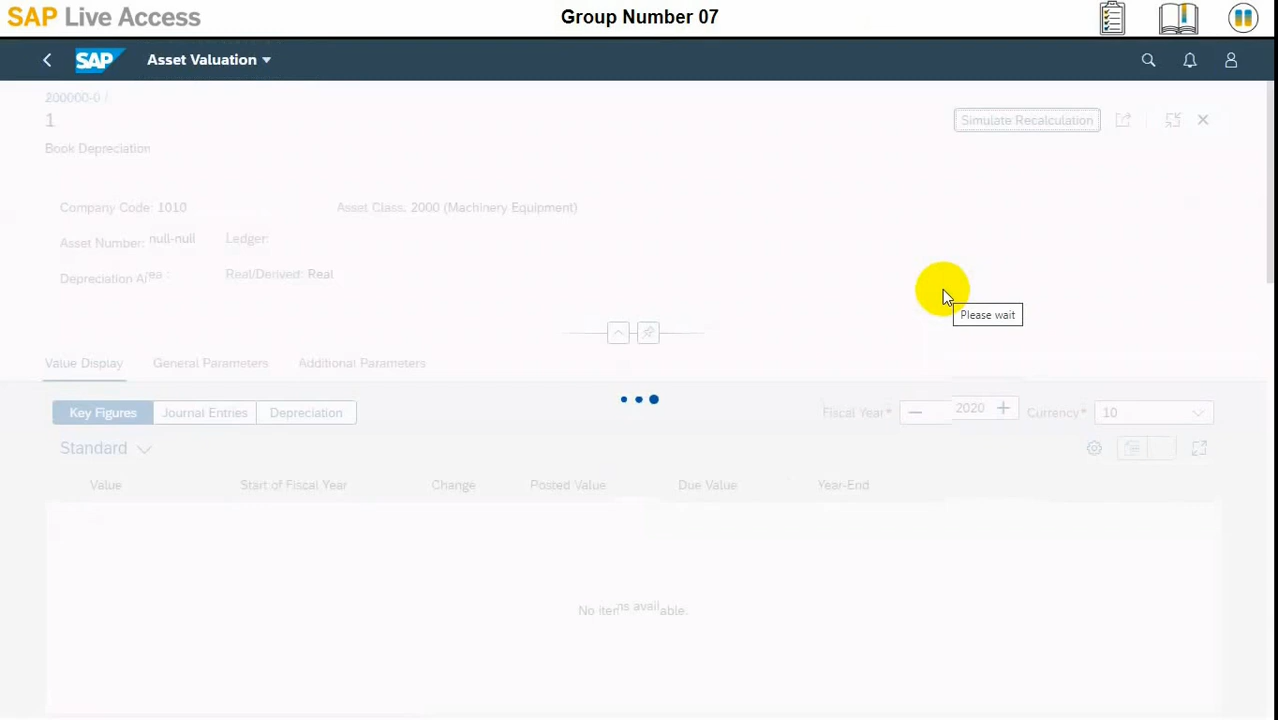 SAP Live Access
Group Number 07
SAP
Asset Valuation
200000-0 /
1
Simulate Recalculation
Book Depreciation
Company Code: 1010
Asset Class: 2000 (Machinery Equipment)
Asset Number: null-null
Ledger:
Depreciation Area :
Real/Derived: Real
Please wait
Value Display
General Parameters
Additional Parameters
Key Figures
Journal Entries
Depreciation
Fiscal Year*
2020
Currency*
10
Standard
Value
Start of Fiscal Year
Change
Posted Value
Due Value
Year-End
No items available.